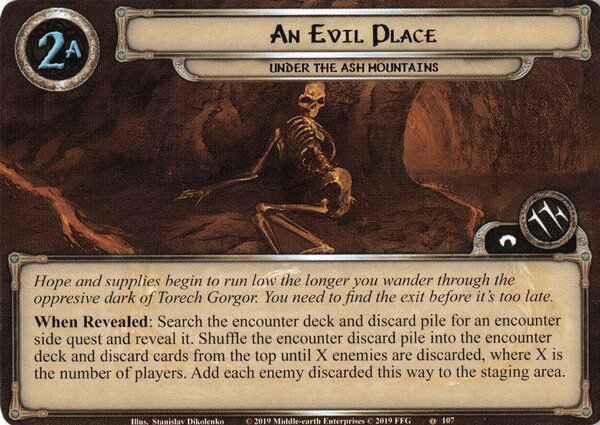 2A
An Evil Place
Under the Ash Mountains
Hope and supplies begin to run low the longer you wander through the
oppresive dark of Torech Gorgor. You need to find the exit before it's too late.
When Revealed: Search the encounter deck and discard pile for an encounter
side quest and reveal it. Shuffle the encounter discard pile into the encounter
deck and discard cards from the top until X enemies are discarded, where X is
the number of players. Add each enemy discarded this way to the staging area.
Illus. Stanislav Dikolenko © 2019 Middle-earth Enterprises © 2019 FFG 107